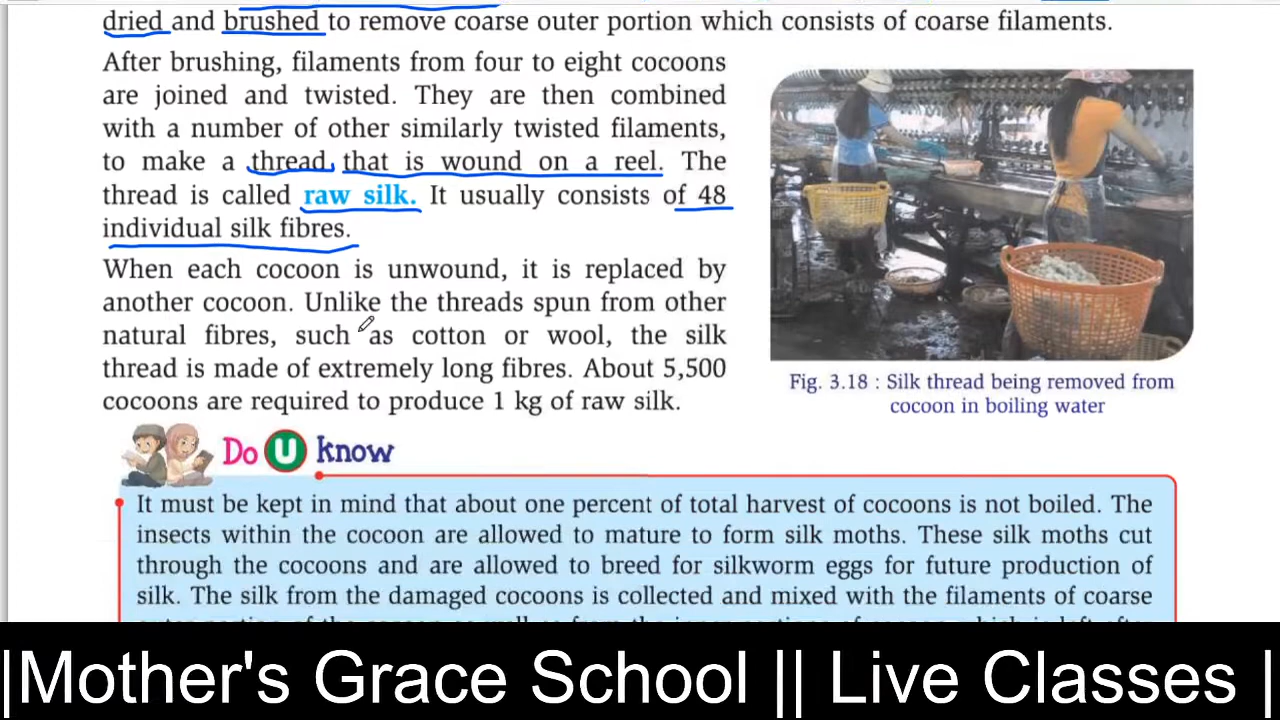 dried and brushed to remove coarse outer portion which consists of coarse filaments.
After brushing, filaments from four to eight cocoons
are joined and twisted. They are then combined
with a number of other similarly twisted filaments,
to make a thread, that is wound on a reel. The
thread is called raw silk. It usually consists of 48
individual silk fibres.
When each cocoon is unwound, it is replaced by
another cocoon. Unlike the threads spun from other
natural fibres, such as cotton or wool, the silk
thread is made of extremely long fibres. About 5,500
cocoons are required to produce 1 kg of raw silk.
Fig. 3.18 : Silk thread being removed from
cocoon in boiling water
Do U know
It must be kept in mind that about one percent of total harvest of cocoons is not boiled. The
insects within the cocoon are allowed to mature to form silk moths. These silk moths cut
through the cocoons and are allowed to breed for silkworm eggs for future production of
silk. The silk from the damaged cocoons is collected and mixed with the filaments of coarse
|Mother's Grace School || Live Classes |